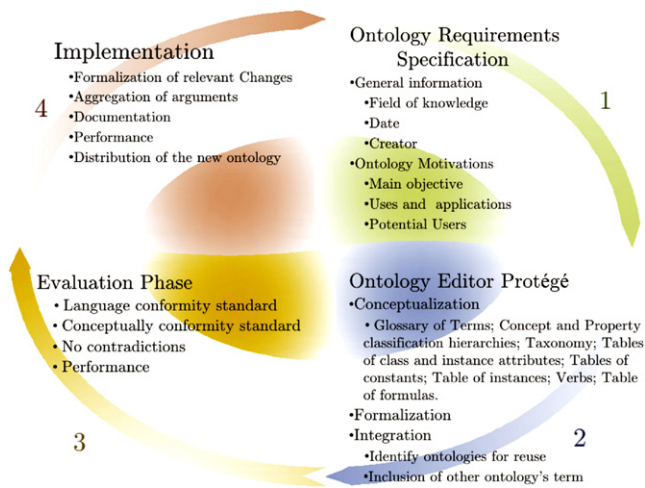 Implementation
•Formalization of relevant Changes
•Aggregation of arguments
•Documentation
•Performance
•Distribution of the new ontology
4
Ontology Requirements
Specification
•General information
•Field of knowledge
•Date
•Creator
•Ontology Motivations
•Main objective
•Uses and applications
•Potential Users
1
Evaluation Phase
• Language conformity standard
• Conceptually conformity standard
• No contradictions
• Performance
3
Ontology Editor Protégé
•Conceptualization
• Glossary of Terms; Concept and Property
classification hierarchies; Taxonomy; Tables
of class and instance attributes; Tables of
constants; Table of instances; Verbs; Table
of formulas.
•Formalization
•Integration
•Identify ontologies for reuse
•Inclusion of other ontology's term
2